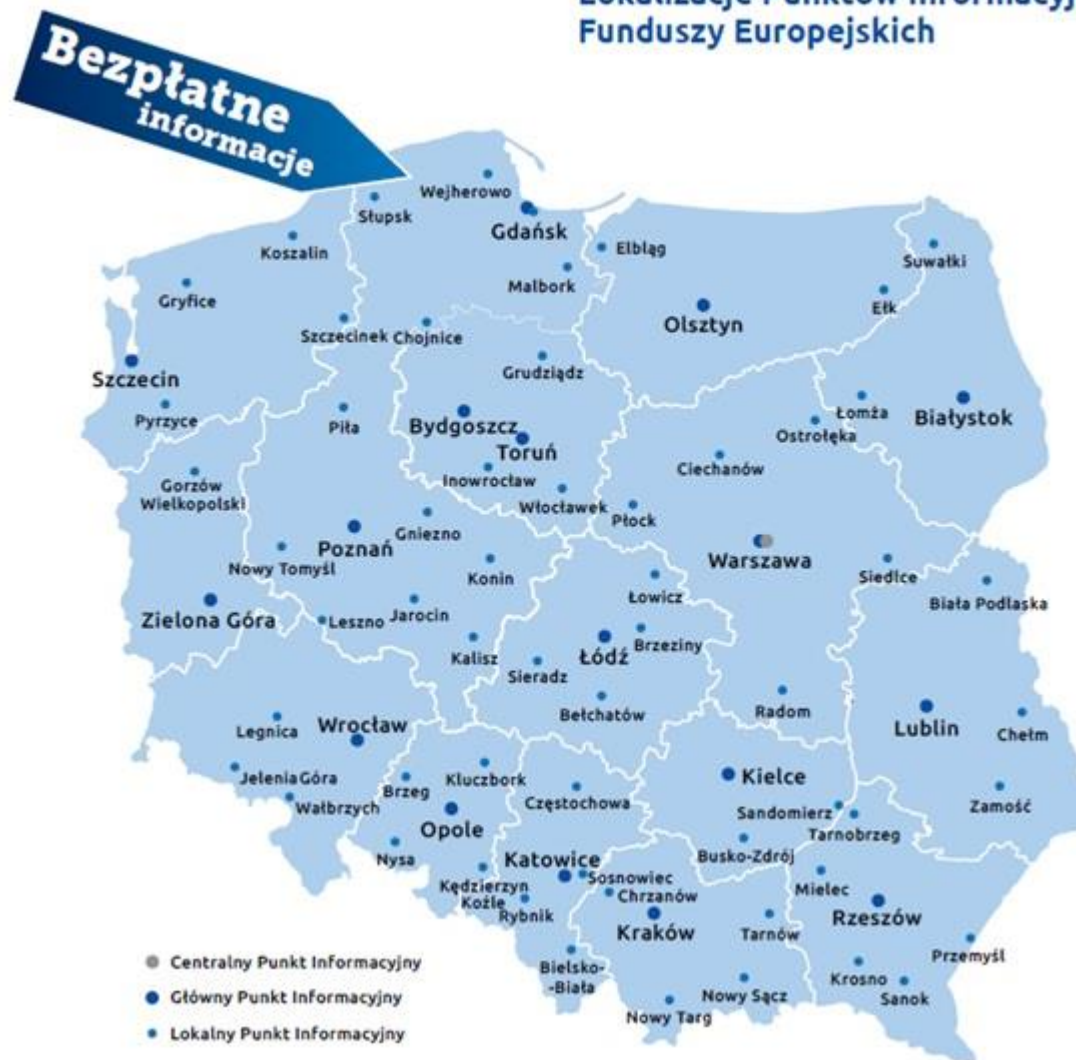 Lokalizacje Punktów Informacyj
Funduszy Europejskich
Bezpłatne
informacje
Wejherowo
Słupsk
Gdańsk
Koszalin
Elbląg
Suwałki
Malbork
Gryfice
Ełk
Olsztyn
Szczecinek
Chojnice
Szczecin
Grudziądz
Pyrzyce
Piła
Bydgoszcz
Toruń
Łomża
Białystok
Ostrołęka
Ciechanów
Gorzów
Wielkopolski
Inowrocław
Włocławek
Płock
Gniezno
Poznań
Nowy Tomyśl
Konin
Warszawa
Siedlce
Biała Podlaska
Łowicz
Zielona Góra
Leszno
Jarocin
Kalisz
Łódź
Brzeziny
Sieradz
Bełchatów
Radom
Legnica
Wrocław
Lublin
Chełm
Jelenia Góra
Wałbrzych
Brzeg
Kluczbork
Częstochowa
Kielce
Sandomierz
Tarnobrzeg
Zamość
Opole
Nysa
Katowice
Busko-Zdrój
Kędzierzyn
Koźle
Rybnik
Sosnowiec
Chrzanów
Kraków
Tarnów
Mielec
Rzeszów
Przemyśl
Bielsko-
-Biała
Nowy Targ
Nowy Sącz
Krosno
Sanok
Centralny Punkt Informacyjny
Główny Punkt Informacyjny
Lokalny Punkt Informacyjny